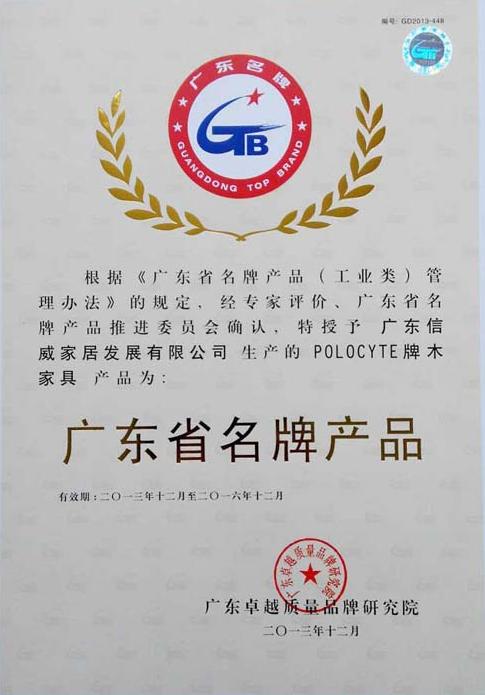 编号: GD2013-448
广东名牌
GTB
GUANGDONG TOP BRAND
根据《广东省名牌产品（工业类）管
理办法》的规定，经专家评价、广东省名
牌产品推进委员会确认，特授予 广东信
威家居发展有限公司 生产的 POLOCYTE牌木
家具 产品为：
广东省名牌产品
有效期：二〇一三年十二月至二〇一六年十二月
广东卓越质量品牌研究院
广东卓越质量品牌研究院
二〇一三年十二月